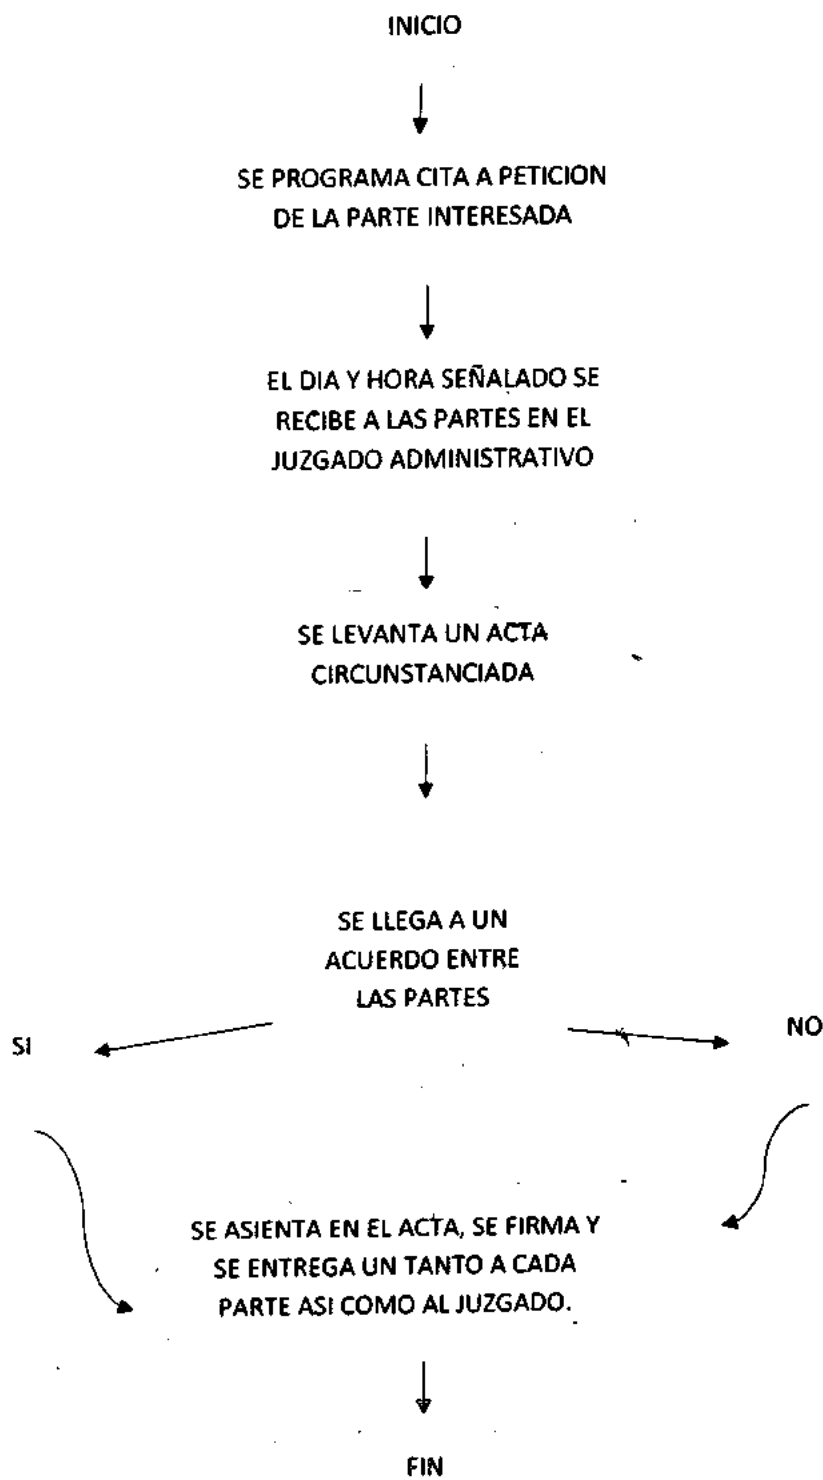 INICIO
SE PROGRAMA CITA A PETICION
DE LA PARTE INTERESADA
EL DIA Y HORA SEÑALADO SE
RECIBE A LAS PARTES EN EL
JUZGADO ADMINISTRATIVO
SE LEVANTA UN ACTA
CIRCUNSTANCIADA
SE LLEGA A UN
ACUERDO ENTRE
LAS PARTES
SI
NO
SE ASIENTA EN EL ACTA, SE FIRMA Y
SE ENTREGA UN TANTO A CADA
PARTE ASI COMO AL JUZGADO.
FIN